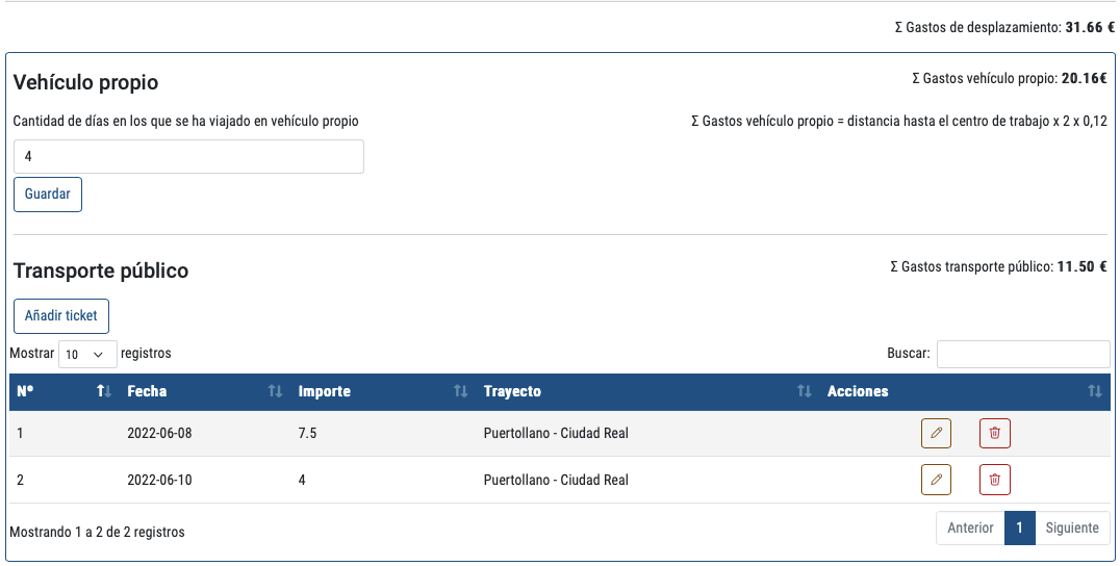 Σ Gastos de desplazamiento: 31.66 €
Vehículo propio
Σ Gastos vehículo propio: 20.16€
Cantidad de días en los que se ha viajado en vehículo propio
Σ Gastos vehículo propio = distancia hasta el centro de trabajo x 2 x 0,12
4
Guardar
Transporte público
Σ Gastos transporte público: 11.50 €
Añadir ticket
Mostrar 10 registros
Buscar:
Nº Fecha Importe Trayecto Acciones
1 2022-06-08 7.5 Puertollano - Ciudad Real
2 2022-06-10 4 Puertollano - Ciudad Real
Mostrando 1 a 2 de 2 registros
Anterior 1 Siguiente